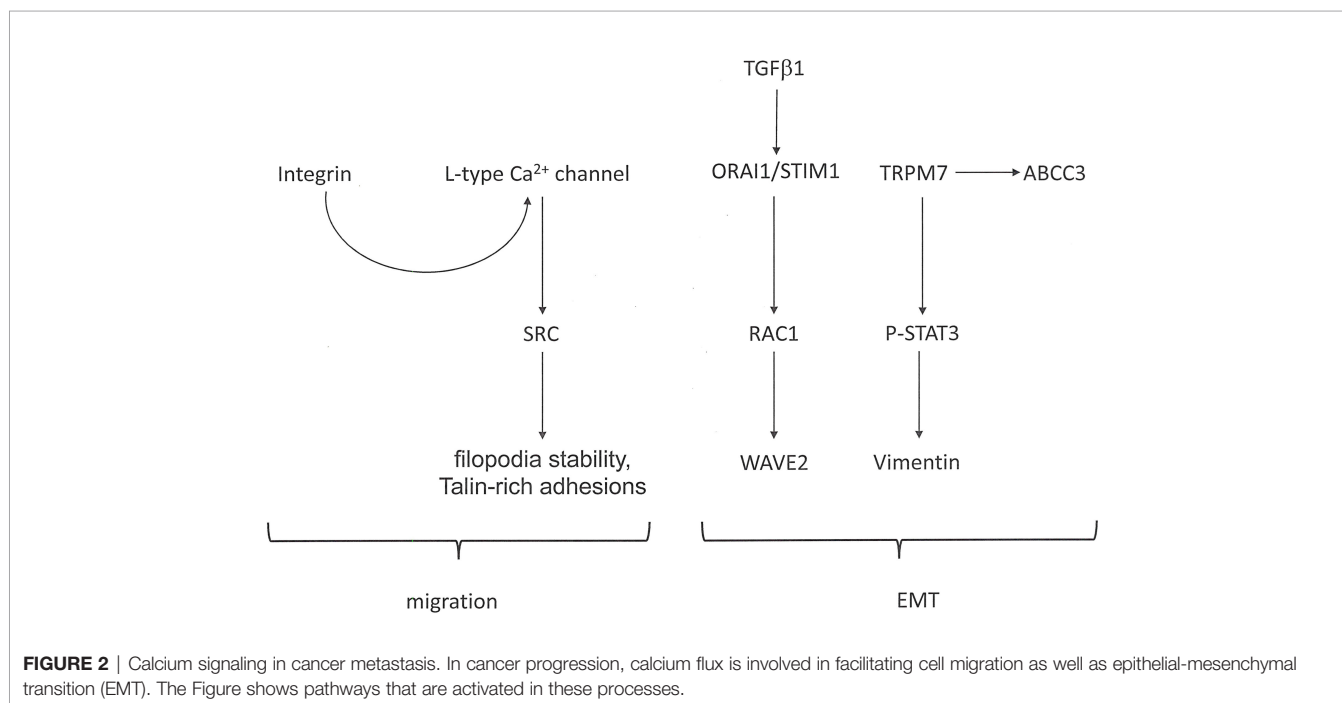 TGFβ1
Integrin
L-type Ca²⁺ channel
ORAI1/STIM1
TRPM7
ABCC3
SRC
RAC1
P-STAT3
filopodia stability,
Talin-rich adhesions
WAVE2
Vimentin
migration
EMT
FIGURE 2 | Calcium signaling in cancer metastasis. In cancer progression, calcium flux is involved in facilitating cell migration as well as epithelial-mesenchymal
transition (EMT). The Figure shows pathways that are activated in these processes.